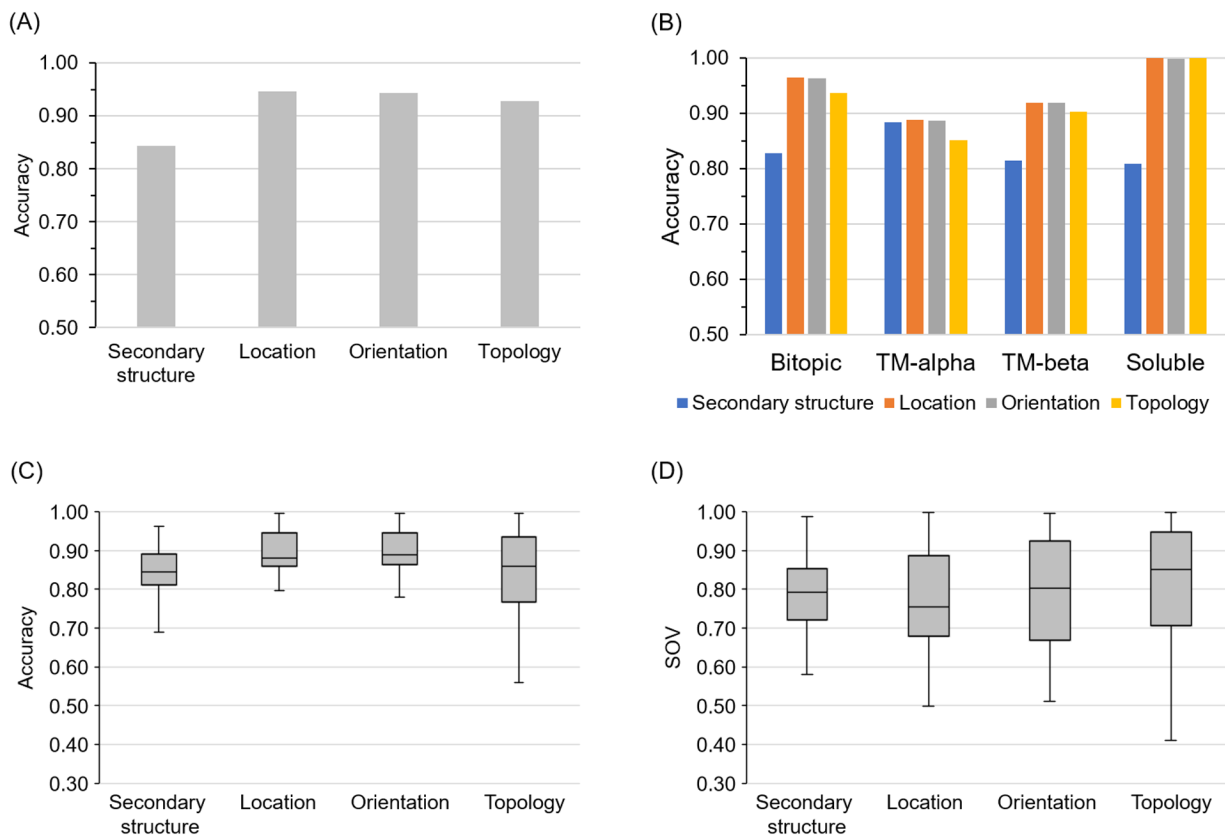 (A)
1.00
0.90
0.80
0.70
0.60
0.50
Accuracy
Secondary
structure
Location
Orientation
Topology
(B)
1.00
0.90
0.80
0.70
0.60
0.50
Accuracy
Bitopic
TM-alpha
TM-beta
Soluble
Secondary structure
Location
Orientation
Topology
(C)
1.00
0.90
0.80
0.70
0.60
0.50
0.40
0.30
Accuracy
Secondary
structure
Location
Orientation
Topology
(D)
1.00
0.90
0.80
0.70
0.60
0.50
0.40
0.30
SOV
Secondary
structure
Location
Orientation
Topology